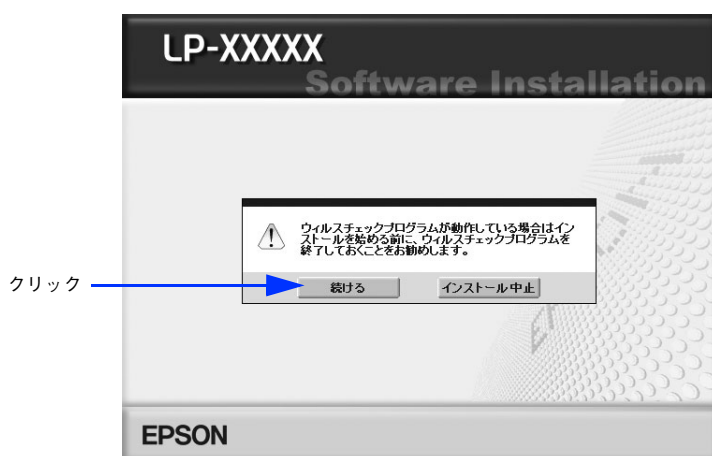 LP-XXXXX
Software Installation
ウィルスチェックプログラムが動作している場合はイン
ストールを始める前に、ウィルスチェックプログラムを
終了しておくことをお勧めします。
クリック
続ける
インストール中止
EPSON